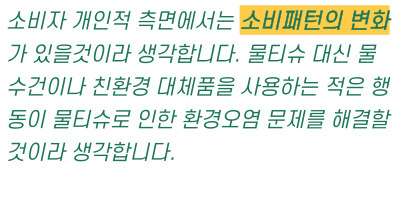 소비자 개인적 측면에서는 소비패턴의 변화
가 있을것이라 생각합니다. 물티슈 대신 물
수건이나 친환경 대체품을 사용하는 적은 행
동이 물티슈로 인한 환경오염 문제를 해결할
것이라 생각합니다.